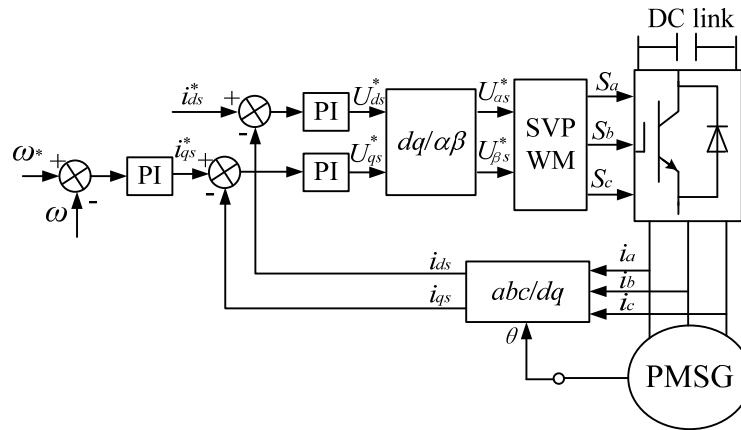 DC link
i*ds + - PI U*ds dq/αβ U*αs SVP WM Sa
ω* + - ω PI i*qs + - PI U*qs U*βs Sb
Sc
ids abc/dq ia
iqs ib
ic
θ
PMSG